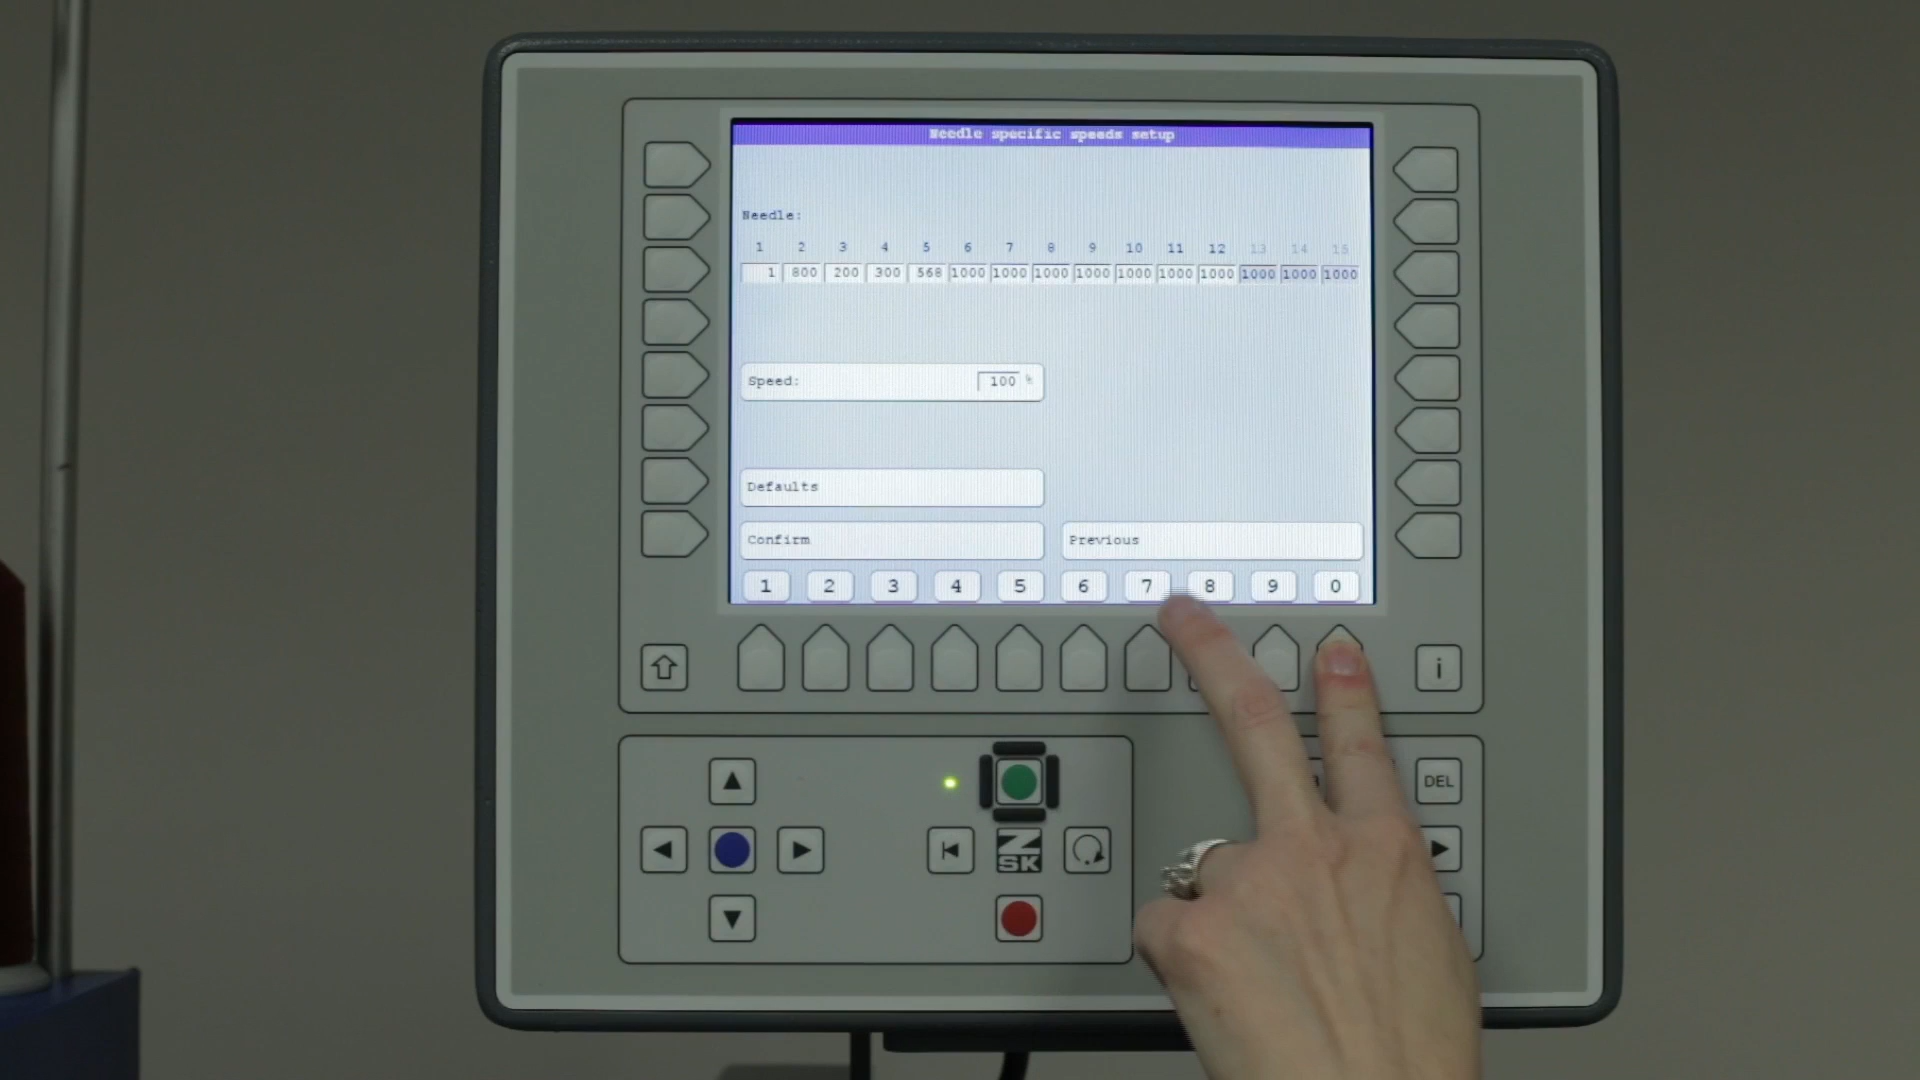 Needle specific speeds setup
Needle:
1 2 3 4 5 6 7 8 9 10 11 12 13 14 15
1 800 200 300 568 1000 1000 1000 1000 1000 1000 1000 1000 1000 1000
Speed: 100 %
Defaults
Confirm Previous
1 2 3 4 5 6 7 8 9 0
i
DEL
ZSK